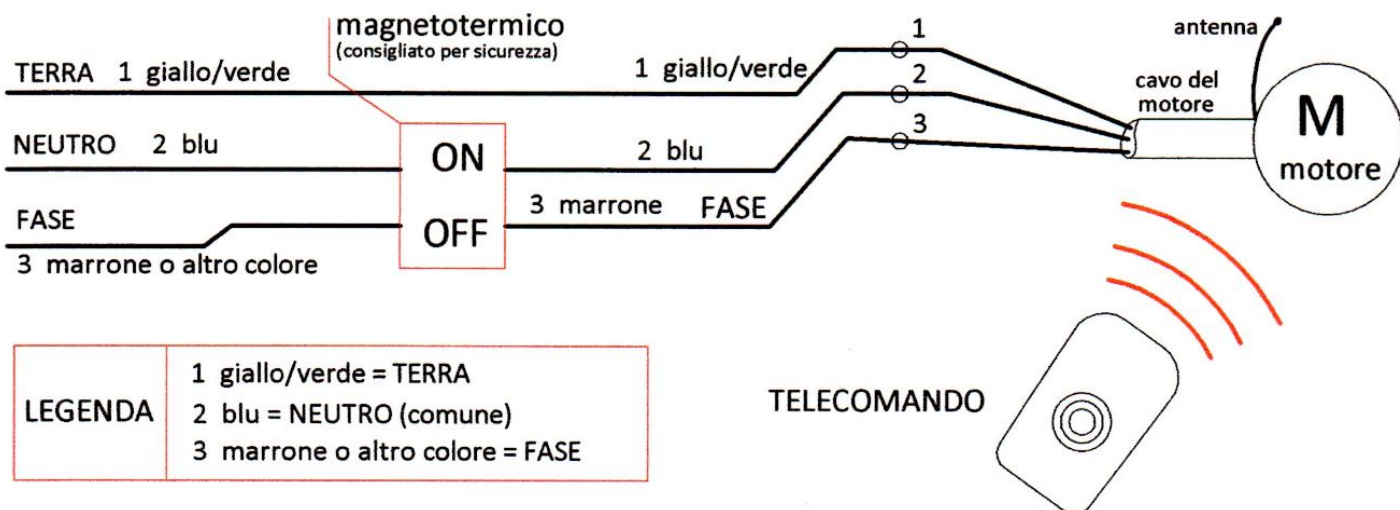 magnetotermico
(consigliato per sicurezza)
1
antenna
TERRA 1 giallo/verde
1 giallo/verde
2
cavo del
motore
M
motore
NEUTRO 2 blu
ON
2 blu
3
FASE
OFF
3 marrone FASE
3 marrone o altro colore
LEGENDA
1 giallo/verde = TERRA
2 blu = NEUTRO (comune)
3 marrone o altro colore = FASE
TELECOMANDO